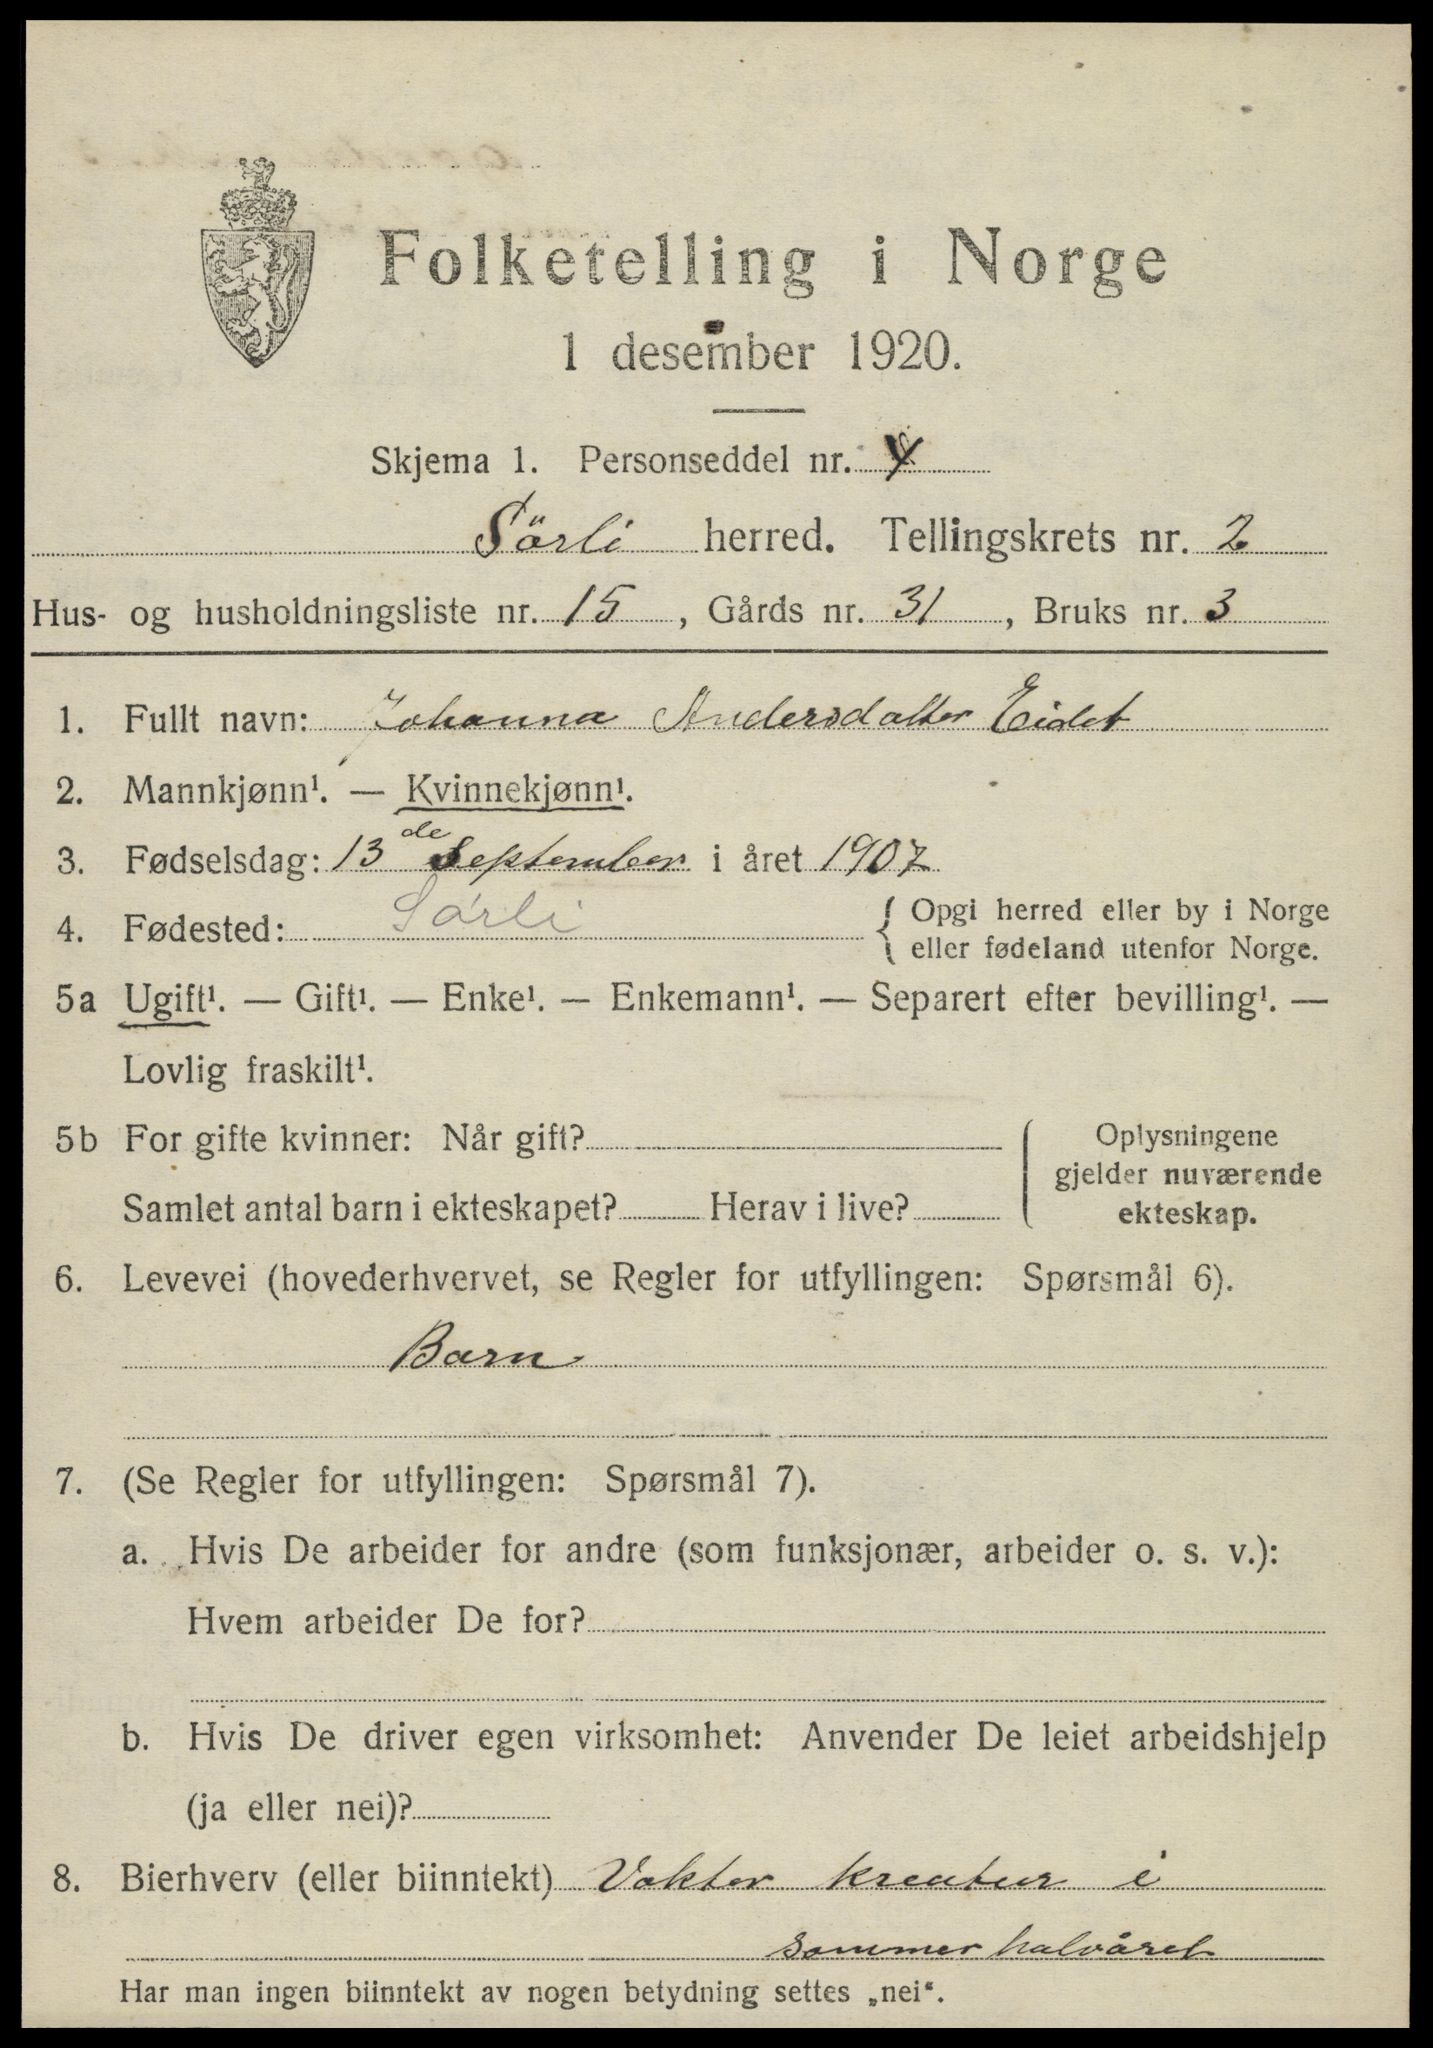 Folketelling i Norge
1 desember 1920.
Skjema 1. Personseddel nr. 4
Sörli herred. Tellingskrets nr. 2
Hus- og husholdningsliste nr. 15, Gårds nr. 31, Bruks nr. 3
1. Fullt navn: Johanna Andersdatter Eidet
2. Mannkjønn¹. — Kvinnekjønn¹.
3. Fødselsdag: 13de September i året 1907
4. Fødested: Sörli { Opgi herred eller by i Norge
eller fødeland utenfor Norge.
5a Ugift¹. — Gift¹. — Enke¹. — Enkemann¹. — Separert efter bevilling¹. —
Lovlig fraskilt¹.
5b For gifte kvinner: Når gift?
Samlet antal barn i ekteskapet? Herav i live?
Oplysningene
gjelder nuværende
ekteskap.
6. Levevei (hovederhvervet, se Regler for utfyllingen: Spørsmål 6).
Barn
7. (Se Regler for utfyllingen: Spørsmål 7).
a. Hvis De arbeider for andre (som funksjonær, arbeider o. s. v.):
Hvem arbeider De for?
b. Hvis De driver egen virksomhet: Anvender De leiet arbeidshjelp
(ja eller nei)?
8. Bierhverv (eller biinntekt) Vokter kreatur i
sommerhalvåret
Har man ingen biinntekt av nogen betydning settes „nei“.